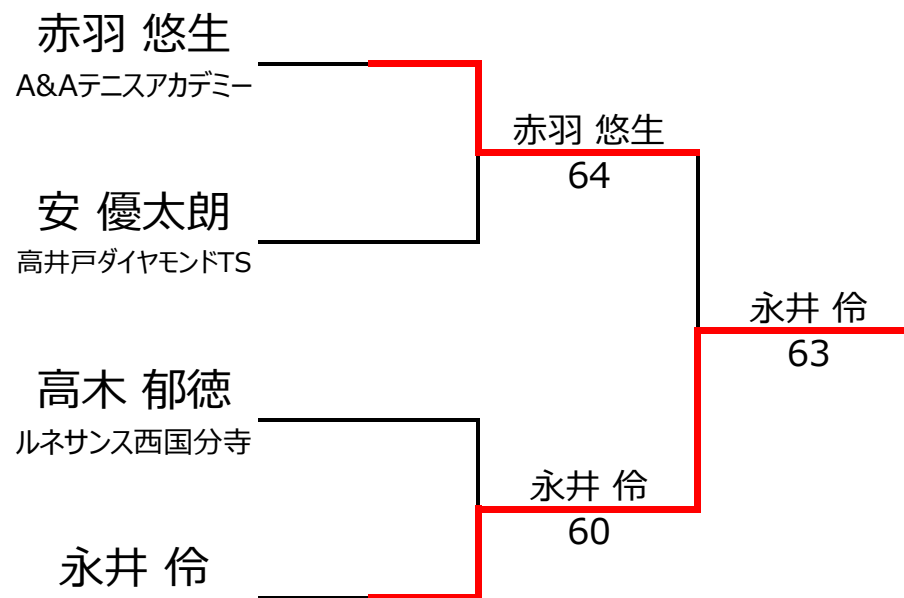 赤羽 悠生
A&Aテニスアカデミー
赤羽 悠生
64
安 優太朗
高井戸ダイヤモンドTS
永井 伶
63
高木 郁徳
ルネサンス西国分寺
永井 伶
60
永井 伶